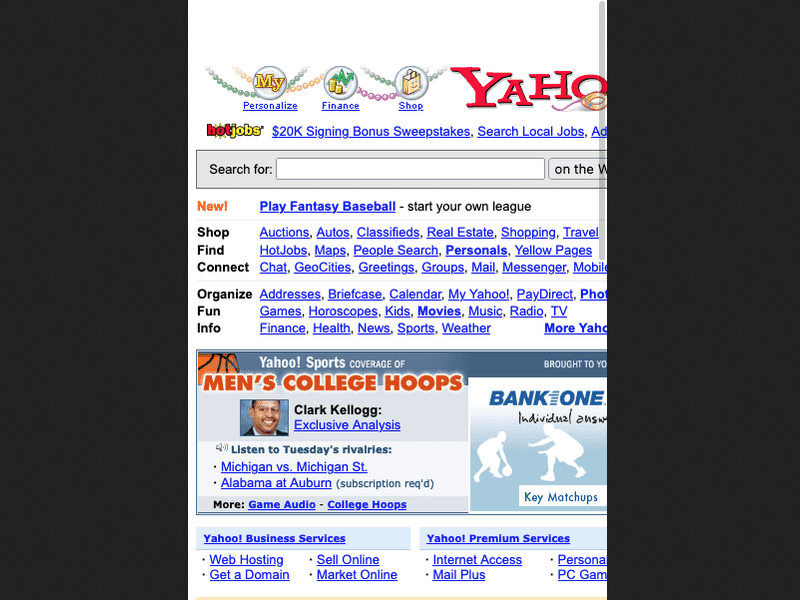 My
Personalize
Finance
Shop
YAHO
hotjobs
$20K Signing Bonus Sweepstakes, Search Local Jobs, Ad
Search for:
on the W
New! Play Fantasy Baseball - start your own league
Shop Auctions, Autos, Classifieds, Real Estate, Shopping, Travel
Find HotJobs, Maps, People Search, Personals, Yellow Pages
Connect Chat, GeoCities, Greetings, Groups, Mail, Messenger, Mobile
Organize Addresses, Briefcase, Calendar, My Yahoo!, PayDirect, Phot
Fun Games, Horoscopes, Kids, Movies, Music, Radio, TV
Info Finance, Health, News, Sports, Weather More Yaho
Yahoo! Sports COVERAGE OF
MEN'S COLLEGE HOOPS
Clark Kellogg:
Exclusive Analysis
Listen to Tuesday's rivalries:
· Michigan vs. Michigan St.
· Alabama at Auburn (subscription req'd)
More: Game Audio - College Hoops
BROUGHT TO YO
BANK ONE
Individual answ
Key Matchups
Yahoo! Business Services
· Web Hosting · Sell Online
· Get a Domain · Market Online
Yahoo! Premium Services
· Internet Access · Personal
· Mail Plus · PC Gam